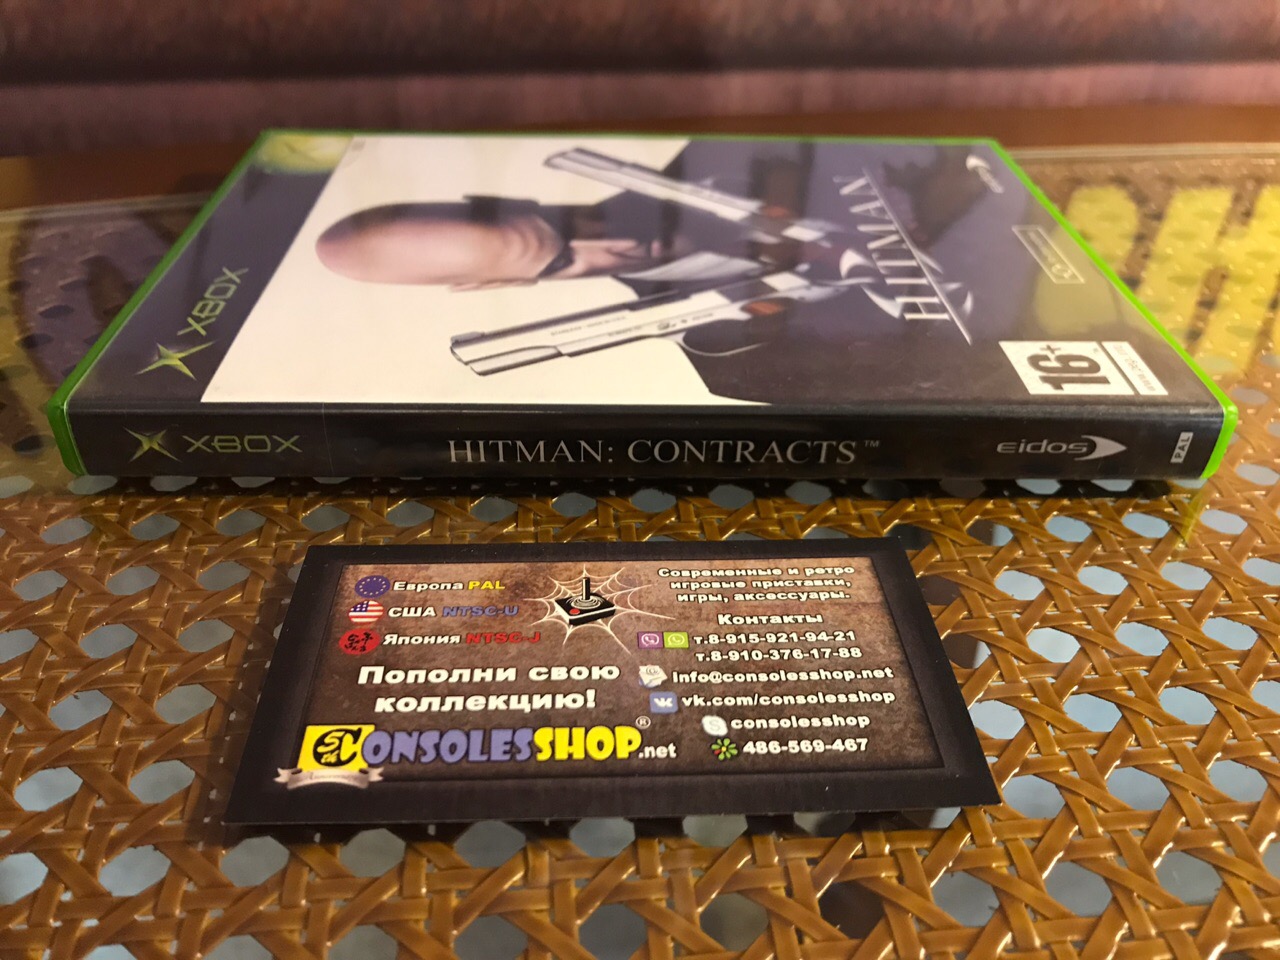 XBOX
HITMAN
16+
XBOX
HITMAN: CONTRACTS™
eidos
PAL
Европа PAL
США NTSC-U
Япония NTSC-J
Пополни свою
коллекцию!
CONSOLESSHOP®.net
Современные и ретро
игровые приставки,
игры, аксессуары.
Контакты
т.8-915-921-94-21
т.8-910-376-17-88
info@consolesshop.net
vk.com/consolesshop
consolesshop
486-569-467